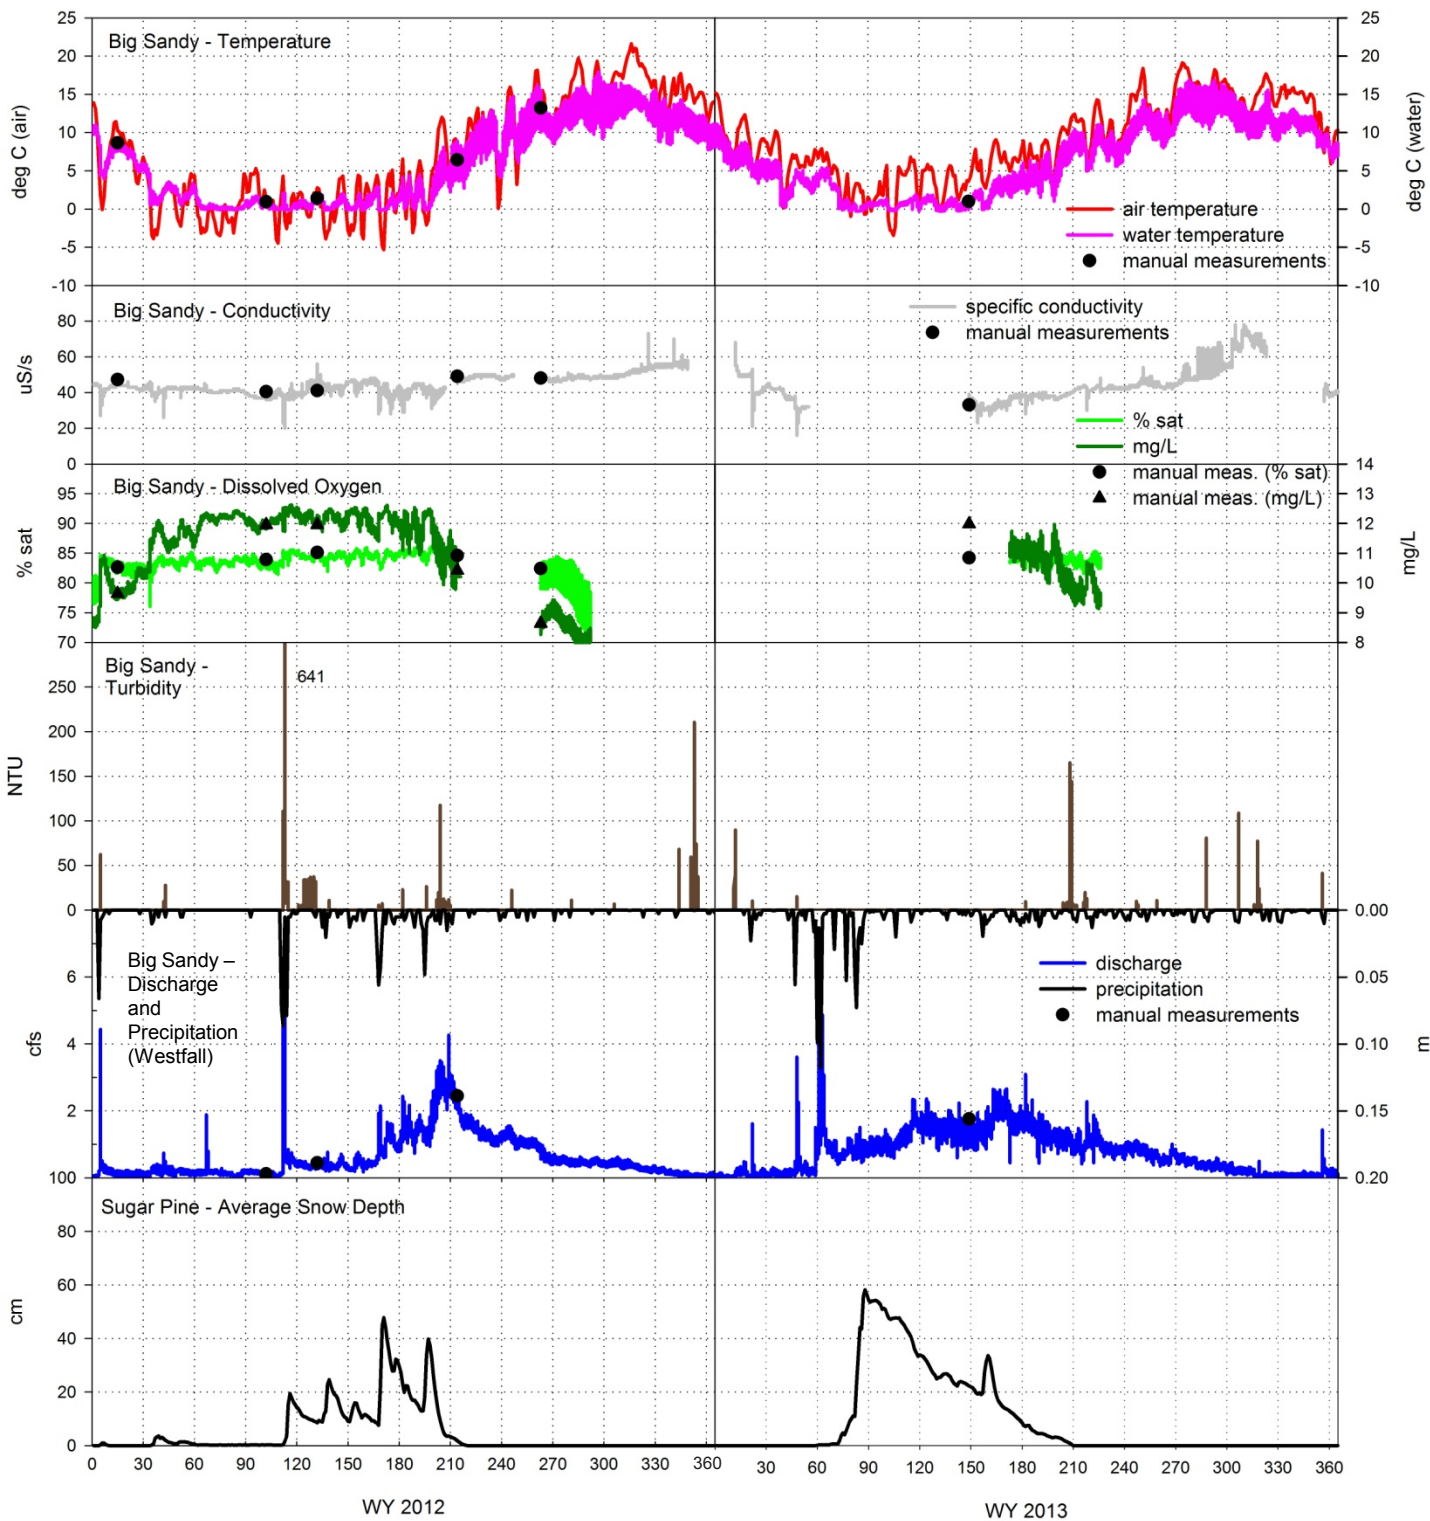 25
20
15
10
5
0
-5
-10
deg C (air)
Big Sandy - Temperature
air temperature
water temperature
manual measurements
25
20
15
10
5
0
-5
-10
deg C (water)
80
60
40
20
0
uS/s
Big Sandy - Conductivity
specific conductivity
manual measurements
% sat
mg/L
manual meas. (% sat)
manual meas. (mg/L)
95
90
85
80
75
70
% sat
Big Sandy - Dissolved Oxygen
14
13
12
11
10
9
8
mg/L
250
200
150
100
50
0
NTU
Big Sandy -
Turbidity
641
6
4
2
cfs
Big Sandy –
Discharge
and
Precipitation
(Westfall)
discharge
precipitation
manual measurements
0.00
0.05
0.10
0.15
0.20
m
100
80
60
40
20
0
cm
Sugar Pine - Average Snow Depth
0 30 60 90 120 150 180 210 240 270 300 330 360
30 60 90 120 150 180 210 240 270 300 330 360
WY 2012
WY 2013